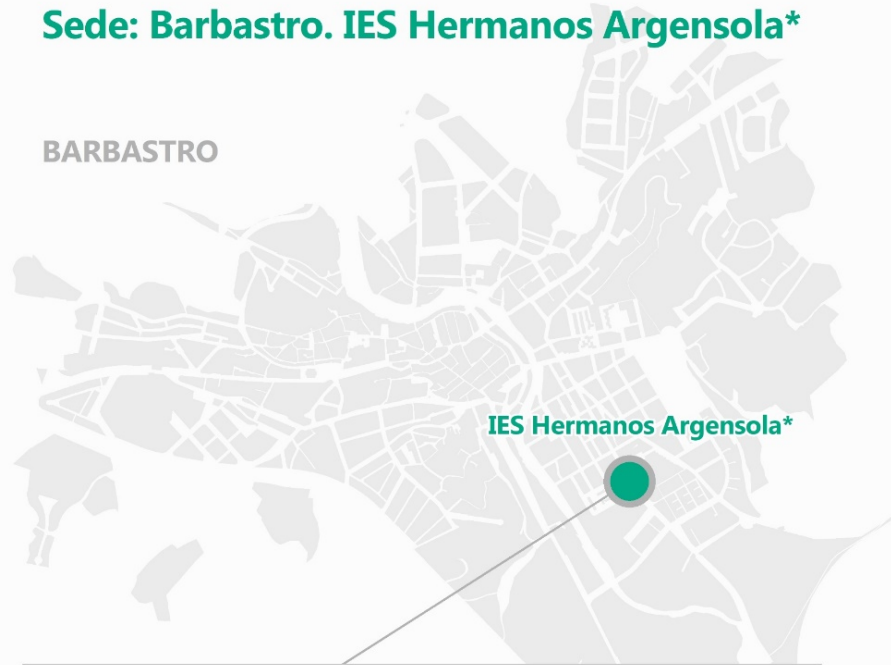 Sede: Barbastro. IES Hermanos Argensola*
BARBASTRO
IES Hermanos Argensola*